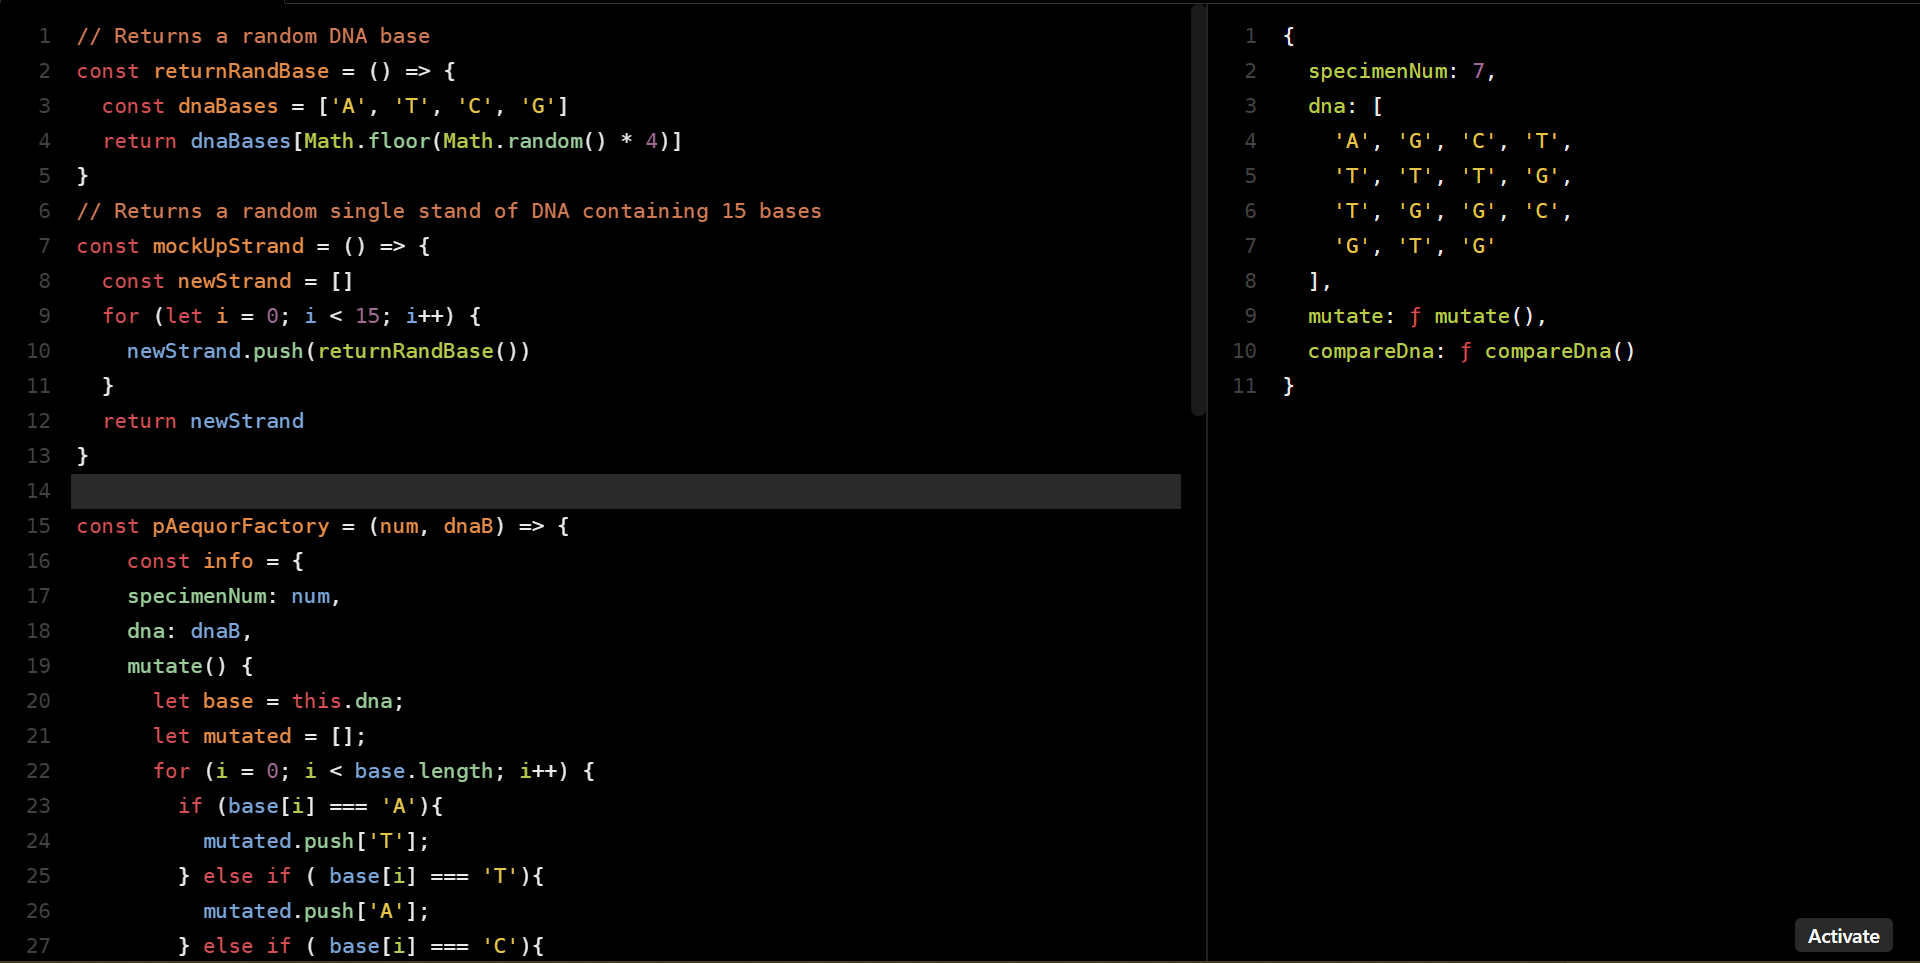 1 // Returns a random DNA base
2 const returnRandBase = () => {
3   const dnaBases = ['A', 'T', 'C', 'G']
4   return dnaBases[Math.floor(Math.random() * 4)]
5 }
6 // Returns a random single stand of DNA containing 15 bases
7 const mockUpStrand = () => {
8   const newStrand = []
9   for (let i = 0; i < 15; i++) {
10     newStrand.push(returnRandBase())
11   }
12   return newStrand
13 }
14
15 const pAequorFactory = (num, dnaB) => {
16     const info = {
17     specimenNum: num,
18     dna: dnaB,
19     mutate() {
20       let base = this.dna;
21       let mutated = [];
22       for (i = 0; i < base.length; i++) {
23         if (base[i] === 'A'){
24           mutated.push['T'];
25         } else if ( base[i] === 'T'){
26           mutated.push['A'];
27         } else if ( base[i] === 'C'){
1 {
2   specimenNum: 7,
3   dna: [
4     'A', 'G', 'C', 'T',
5     'T', 'T', 'T', 'G',
6     'T', 'G', 'G', 'C',
7     'G', 'T', 'G'
8   ],
9   mutate: ƒ mutate(),
10   compareDna: ƒ compareDna()
11 }
Activate